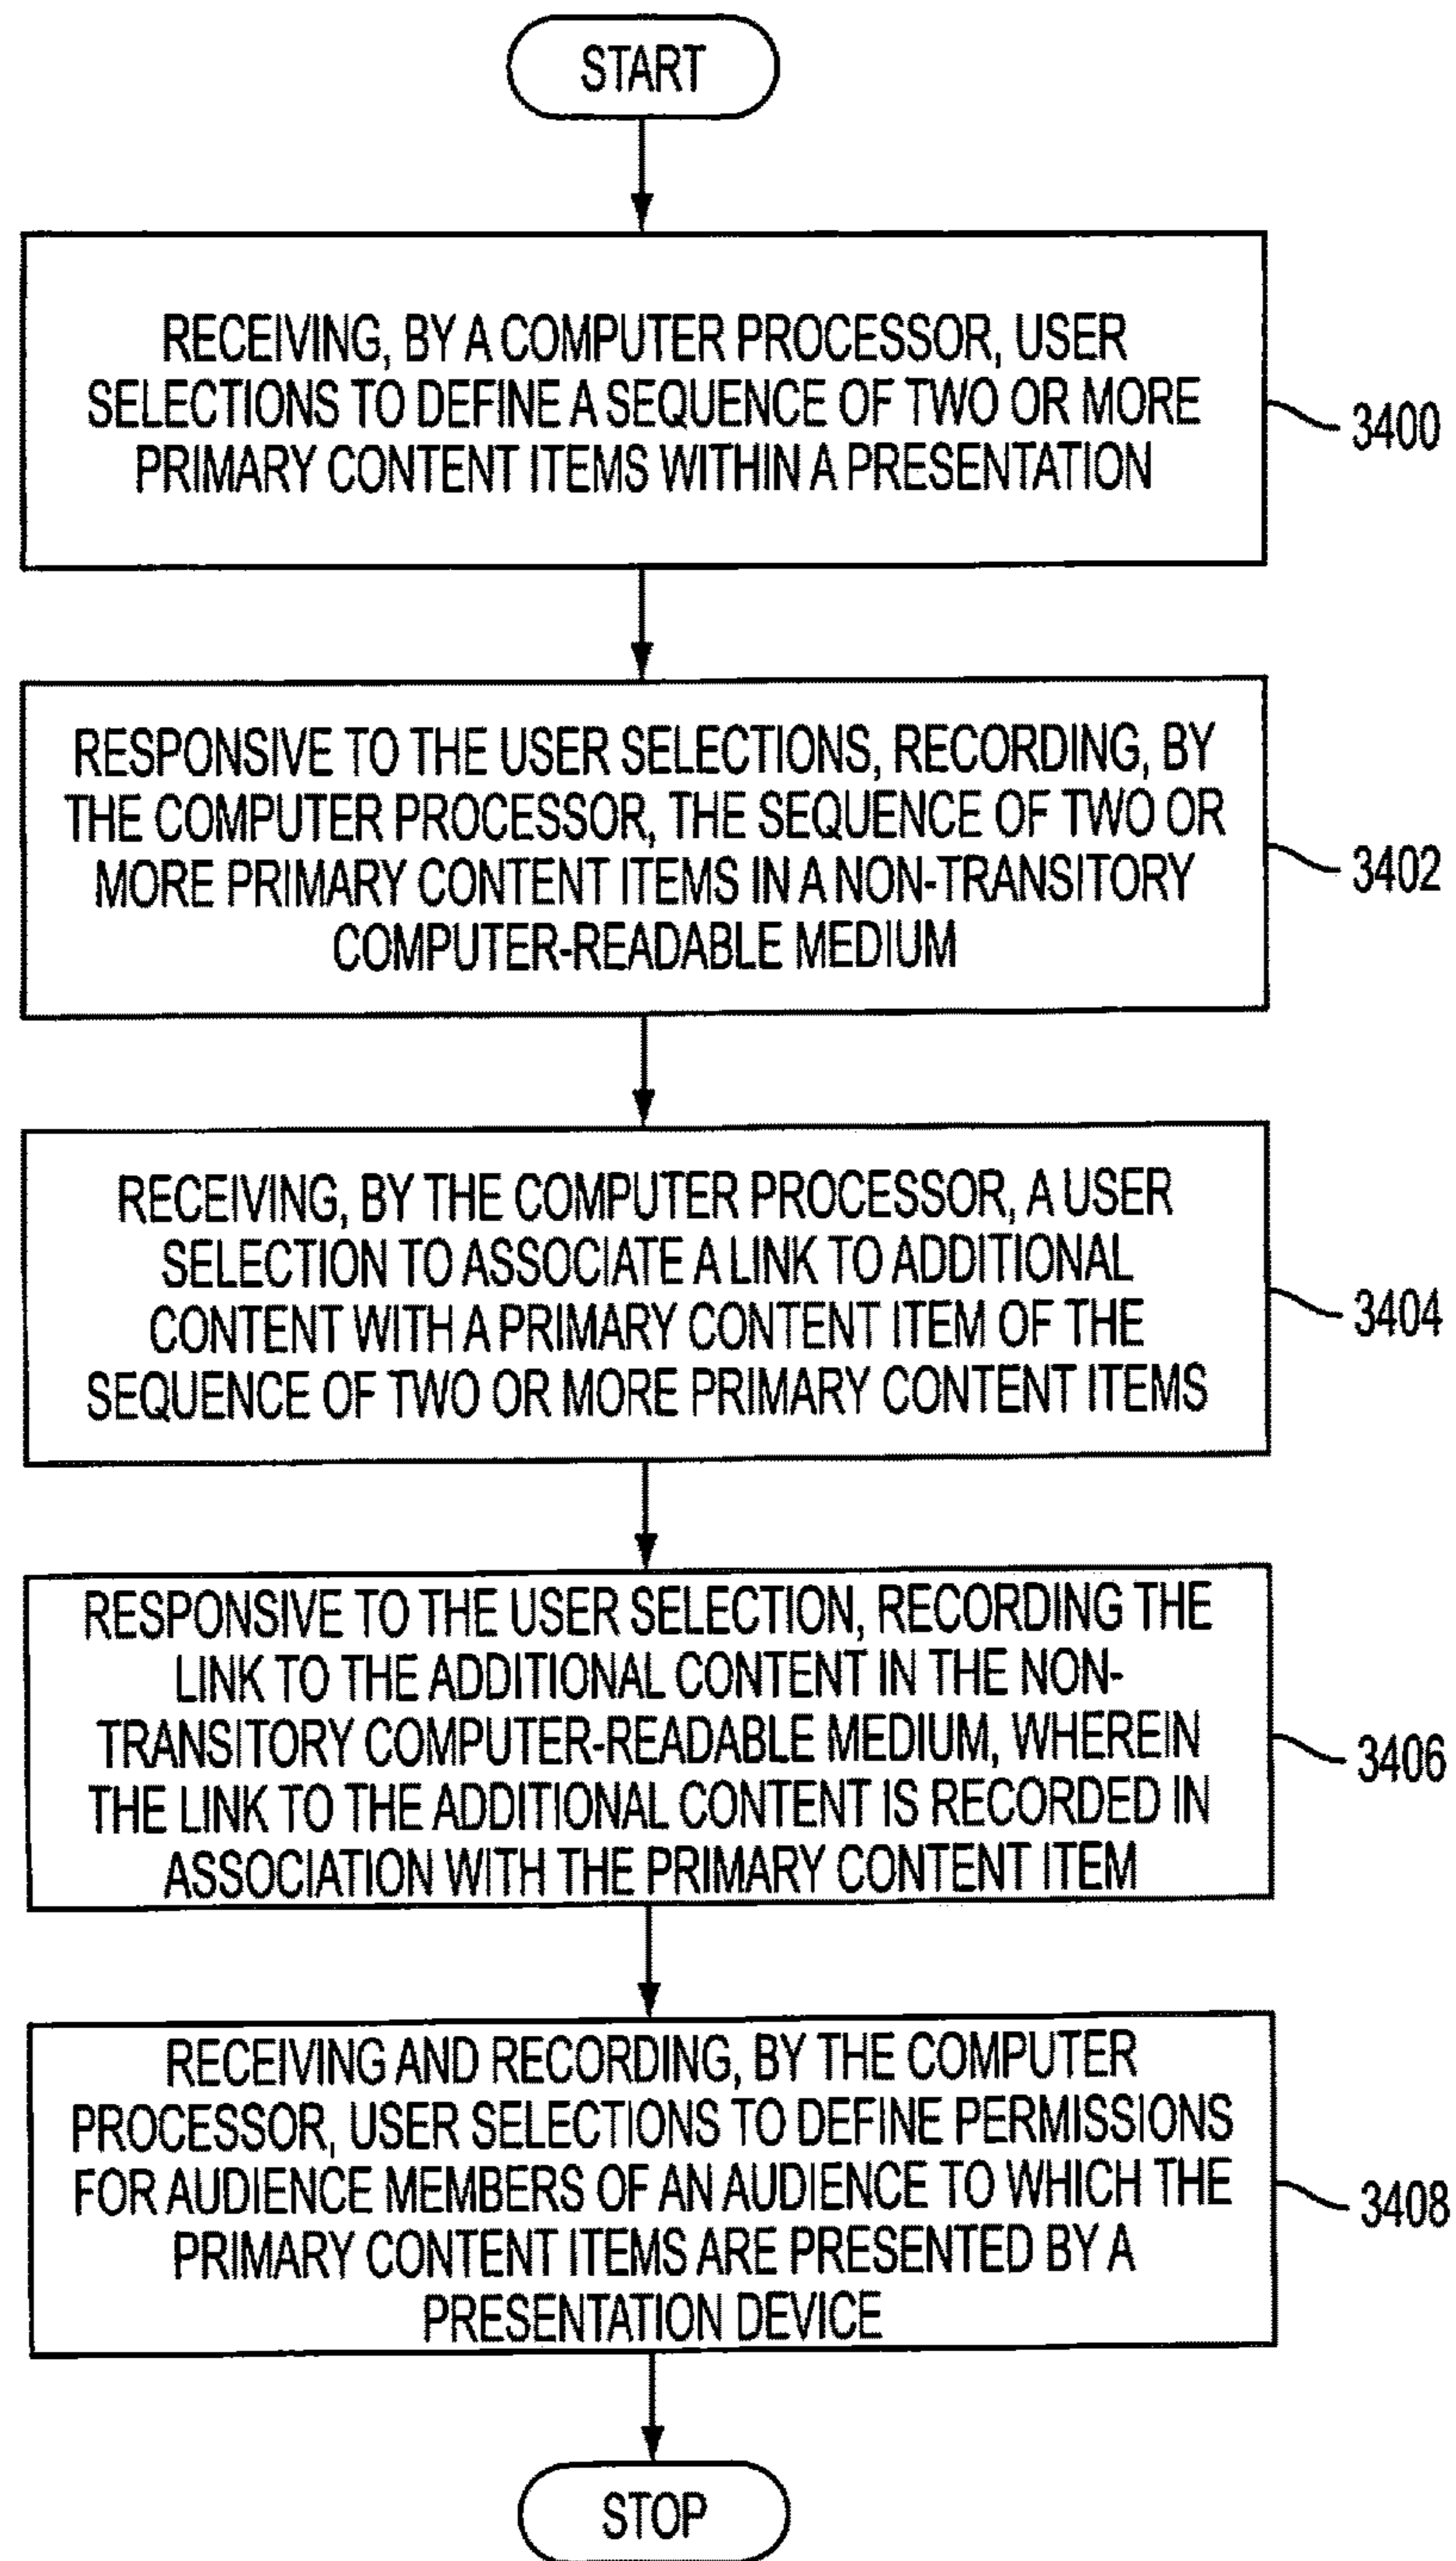 START
RECEIVING, BY A COMPUTER PROCESSOR, USER
SELECTIONS TO DEFINE A SEQUENCE OF TWO OR MORE
PRIMARY CONTENT ITEMS WITHIN A PRESENTATION
3400
RESPONSIVE TO THE USER SELECTIONS, RECORDING, BY
THE COMPUTER PROCESSOR, THE SEQUENCE OF TWO OR
MORE PRIMARY CONTENT ITEMS IN A NON-TRANSITORY
COMPUTER-READABLE MEDIUM
3402
RECEIVING, BY THE COMPUTER PROCESSOR, A USER
SELECTION TO ASSOCIATE A LINK TO ADDITIONAL
CONTENT WITH A PRIMARY CONTENT ITEM OF THE
SEQUENCE OF TWO OR MORE PRIMARY CONTENT ITEMS
3404
RESPONSIVE TO THE USER SELECTION, RECORDING THE
LINK TO THE ADDITIONAL CONTENT IN THE NON-
TRANSITORY COMPUTER-READABLE MEDIUM, WHEREIN
THE LINK TO THE ADDITIONAL CONTENT IS RECORDED IN
ASSOCIATION WITH THE PRIMARY CONTENT ITEM
3406
RECEIVING AND RECORDING, BY THE COMPUTER
PROCESSOR, USER SELECTIONS TO DEFINE PERMISSIONS
FOR AUDIENCE MEMBERS OF AN AUDIENCE TO WHICH THE
PRIMARY CONTENT ITEMS ARE PRESENTED BY A
PRESENTATION DEVICE
3408
STOP